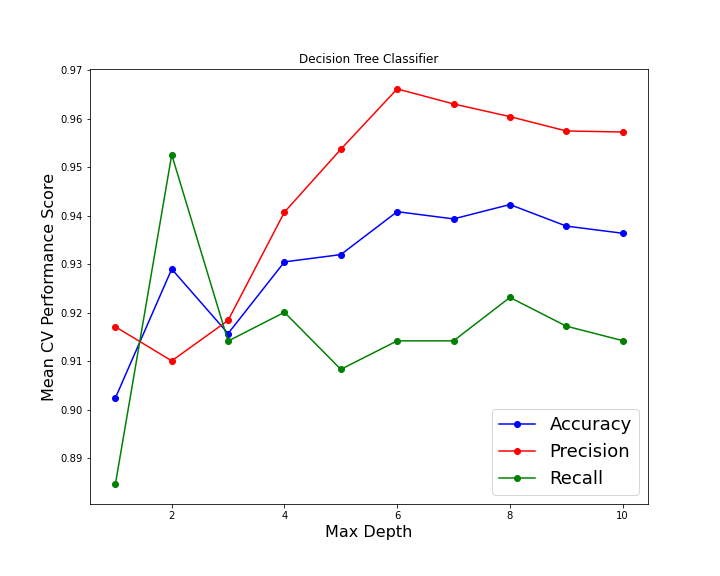 Decision Tree Classifier
Mean CV Performance Score
0.97
0.96
0.95
0.94
0.93
0.92
0.91
0.90
0.89
Accuracy
Precision
Recall
2 4 6 8 10
Max Depth